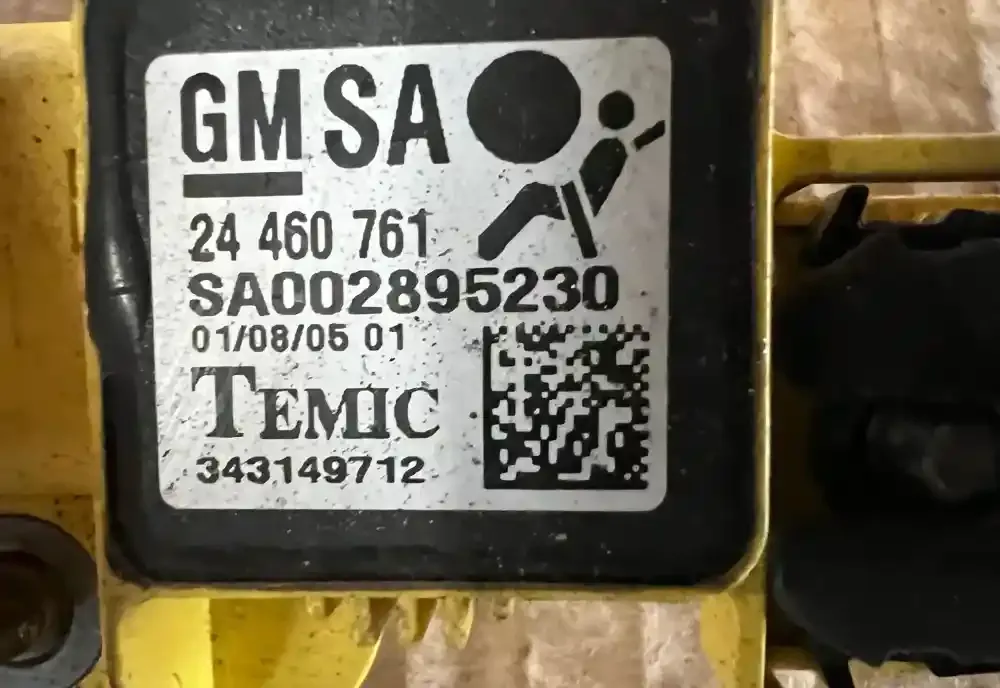 GM SA
24 460 761
SA002895230
01/08/05 01
TEMIC
343149712